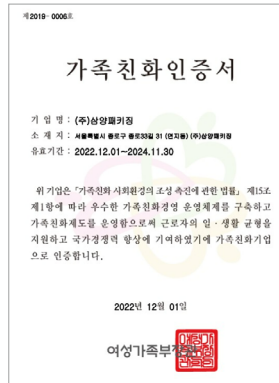 제2019- 0006호
가족친화인증서
기 업 명 : (주)삼양패키징
소 재 지 : 서울특별시 종로구 종로33길 31 (연지동) (주)삼양패키징
유효기간 : 2022.12.01~2024.11.30
위 기업은 「가족친화 사회환경의 조성 촉진에 관한 법률」 제15조
제1항에 따라 우수한 가족친화경영 운영체제를 구축하고
가족친화제도를 운영함으로써 근로자의 일·생활 균형을
지원하고 국가경쟁력 향상에 기여하였기에 가족친화기업
으로 인증합니다.
2022년 12월 01일
여성가족부장관